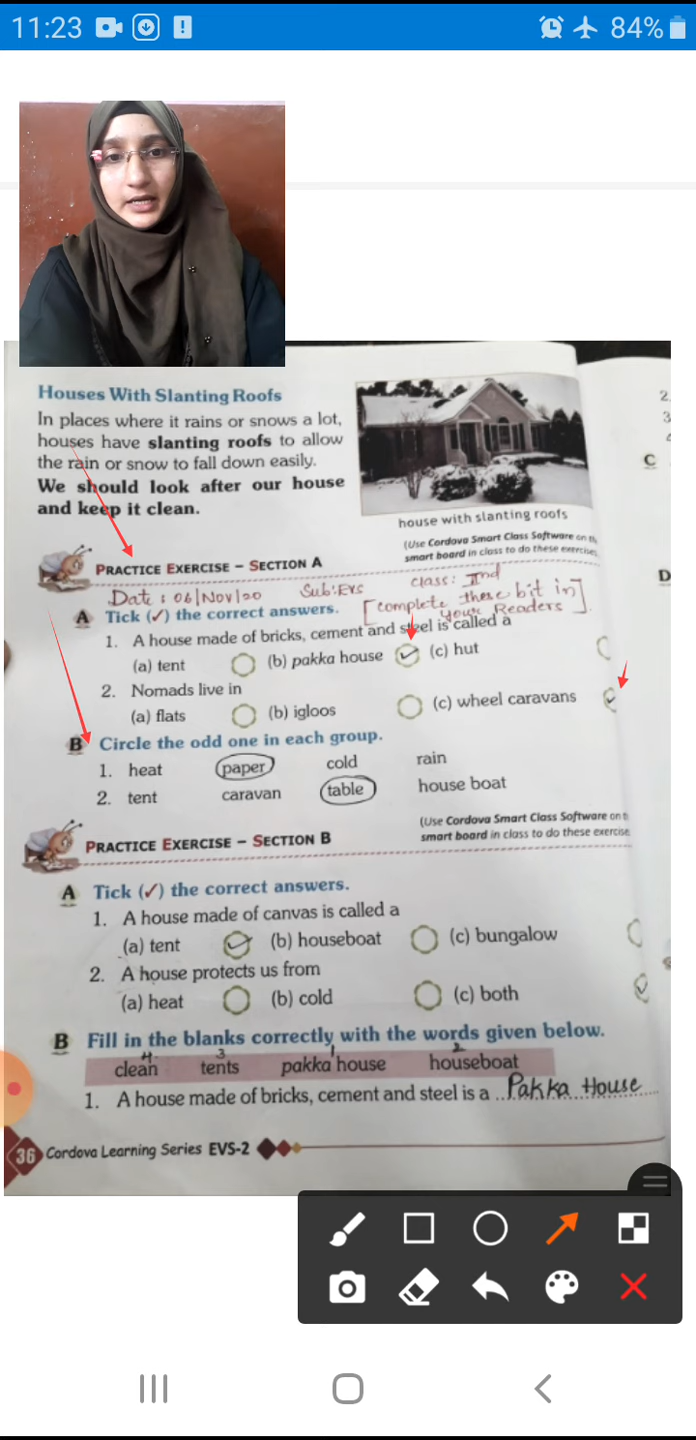 11:23
84%
Houses With Slanting Roofs
In places where it rains or snows a lot,
houses have slanting roofs to allow
the rain or snow to fall down easily.
We should look after our house
and keep it clean.
house with slanting roofs
(Use Cordova Smart Class Software on
smart board in class to do these exercise
PRACTICE EXERCISE – SECTION A
Date : 06/Nov/20 Sub: EVS class: IInd
[complete these bit in
your Readers]
A Tick (✓) the correct answers.
1. A house made of bricks, cement and steel is called a
(a) tent (b) pakka house ✓ (c) hut
2. Nomads live in
(a) flats (b) igloos (c) wheel caravans ✓
B Circle the odd one in each group.
1. heat paper cold rain
2. tent caravan table house boat
PRACTICE EXERCISE – SECTION B
(Use Cordova Smart Class Software on
smart board in class to do these exercise
A Tick (✓) the correct answers.
1. A house made of canvas is called a
(a) tent ✓ (b) houseboat (c) bungalow
2. A house protects us from
(a) heat (b) cold (c) both ✓
B Fill in the blanks correctly with the words given below.
4 3 1 2
clean tents pakka house houseboat
1. A house made of bricks, cement and steel is a ..Pakka House....
36 Cordova Learning Series EVS-2
2.
3
C
D